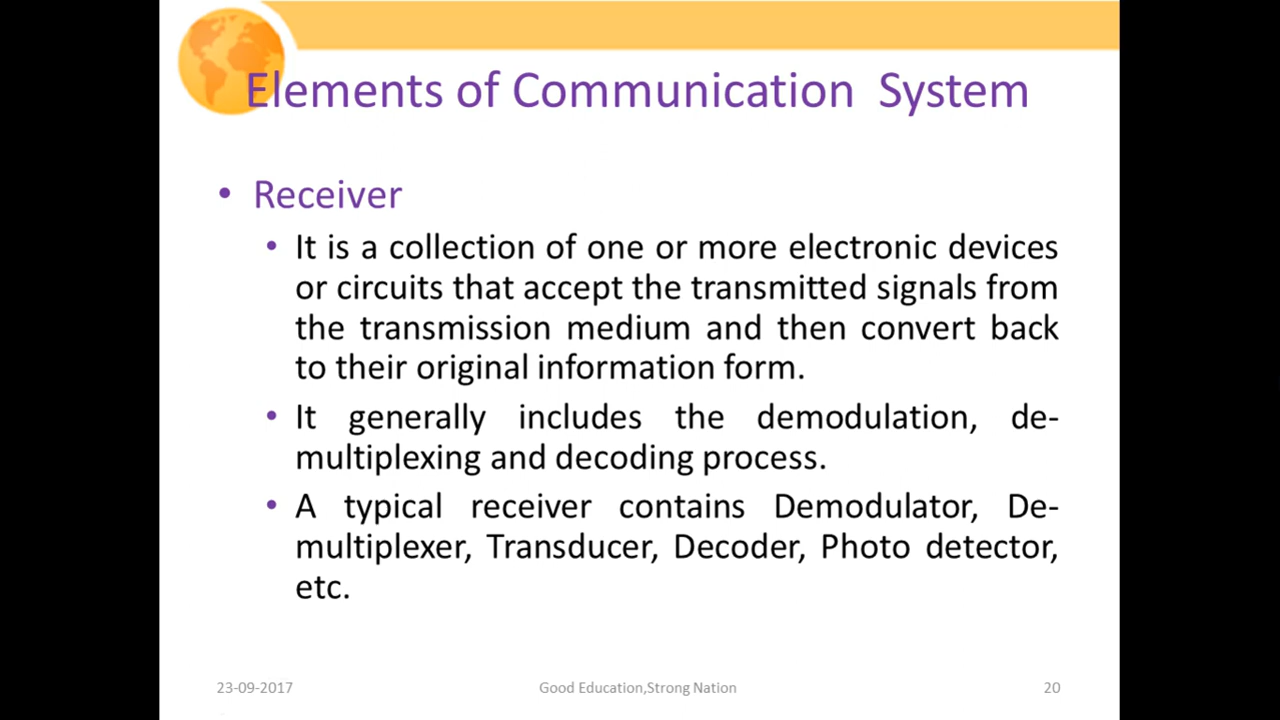 Elements of Communication System
• Receiver
• It is a collection of one or more electronic devices
or circuits that accept the transmitted signals from
the transmission medium and then convert back
to their original information form.
• It generally includes the demodulation, de-
multiplexing and decoding process.
• A typical receiver contains Demodulator, De-
multiplexer, Transducer, Decoder, Photo detector,
etc.
23-09-2017 Good Education,Strong Nation 20